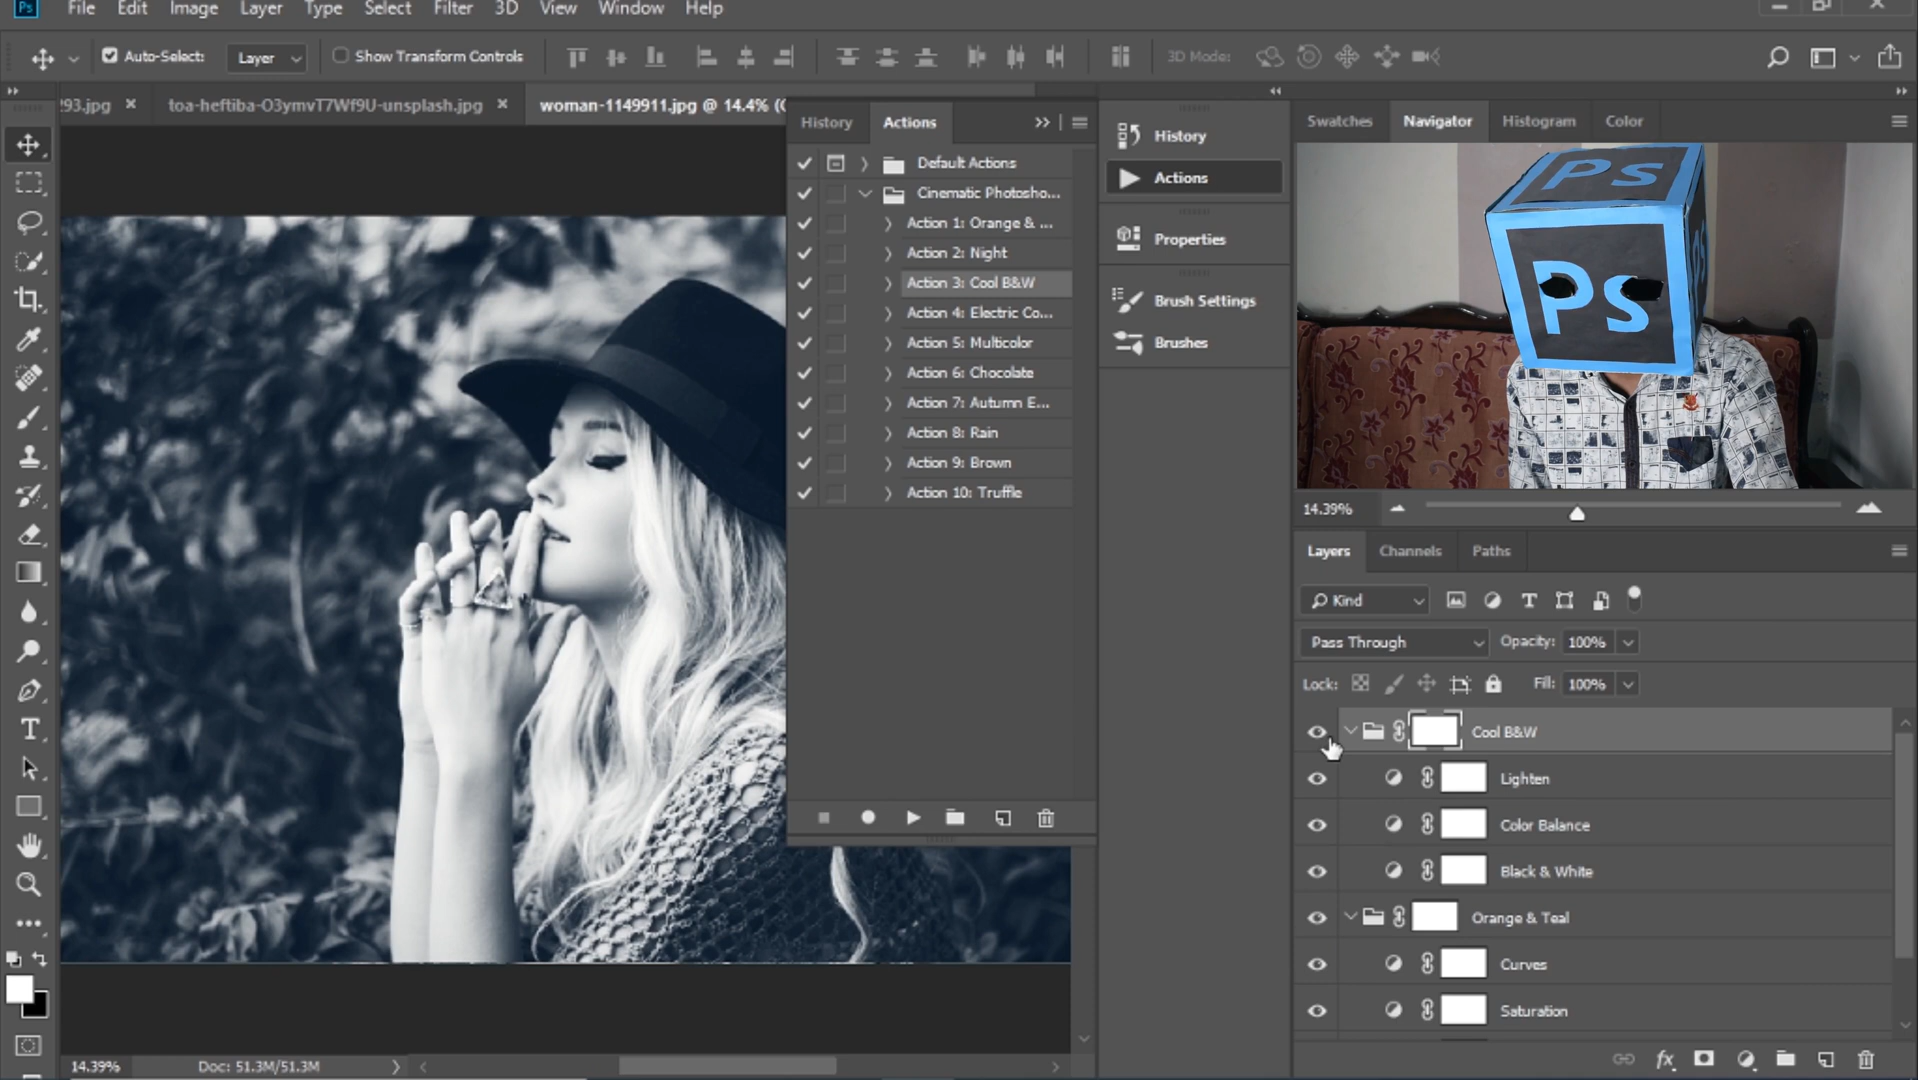 Ps File Edit Image Layer Type Select Filter 3D View Window Help
Auto-Select: Layer Show Transform Controls 3D Mode:
293.jpg × toa-heftiba-O3ymvT7Wf9U-unsplash.jpg × woman-1149911.jpg @ 14.4% (
History Actions
Default Actions
Cinematic Photosho...
Action 1: Orange & ...
Action 2: Night
Action 3: Cool B&W
Action 4: Electric Co...
Action 5: Multicolor
Action 6: Chocolate
Action 7: Autumn E...
Action 8: Rain
Action 9: Brown
Action 10: Truffle
History
Actions
Properties
Brush Settings
Brushes
Swatches Navigator Histogram Color
Ps
Ps
14.39%
Layers Channels Paths
Kind
Pass Through Opacity: 100%
Lock: Fill: 100%
Cool B&W
Lighten
Color Balance
Black & White
Orange & Teal
Curves
Saturation
fx
14.39% Doc: 51.3M/51.3M